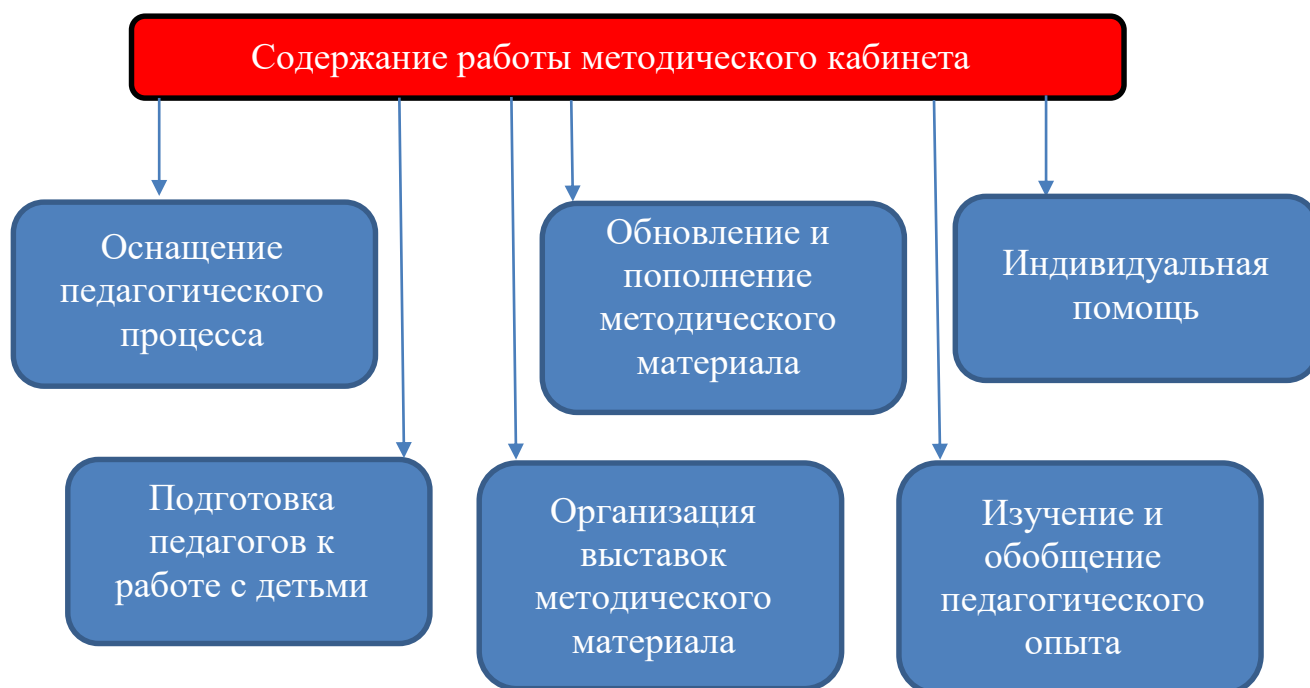 Содержание работы методического кабинета
Оснащение
педагогического
процесса
Обновление и
пополнение
методического
материала
Индивидуальная
помощь
Подготовка
педагогов к
работе с детьми
Организация
выставок
методического
материала
Изучение и
обобщение
педагогического
опыта